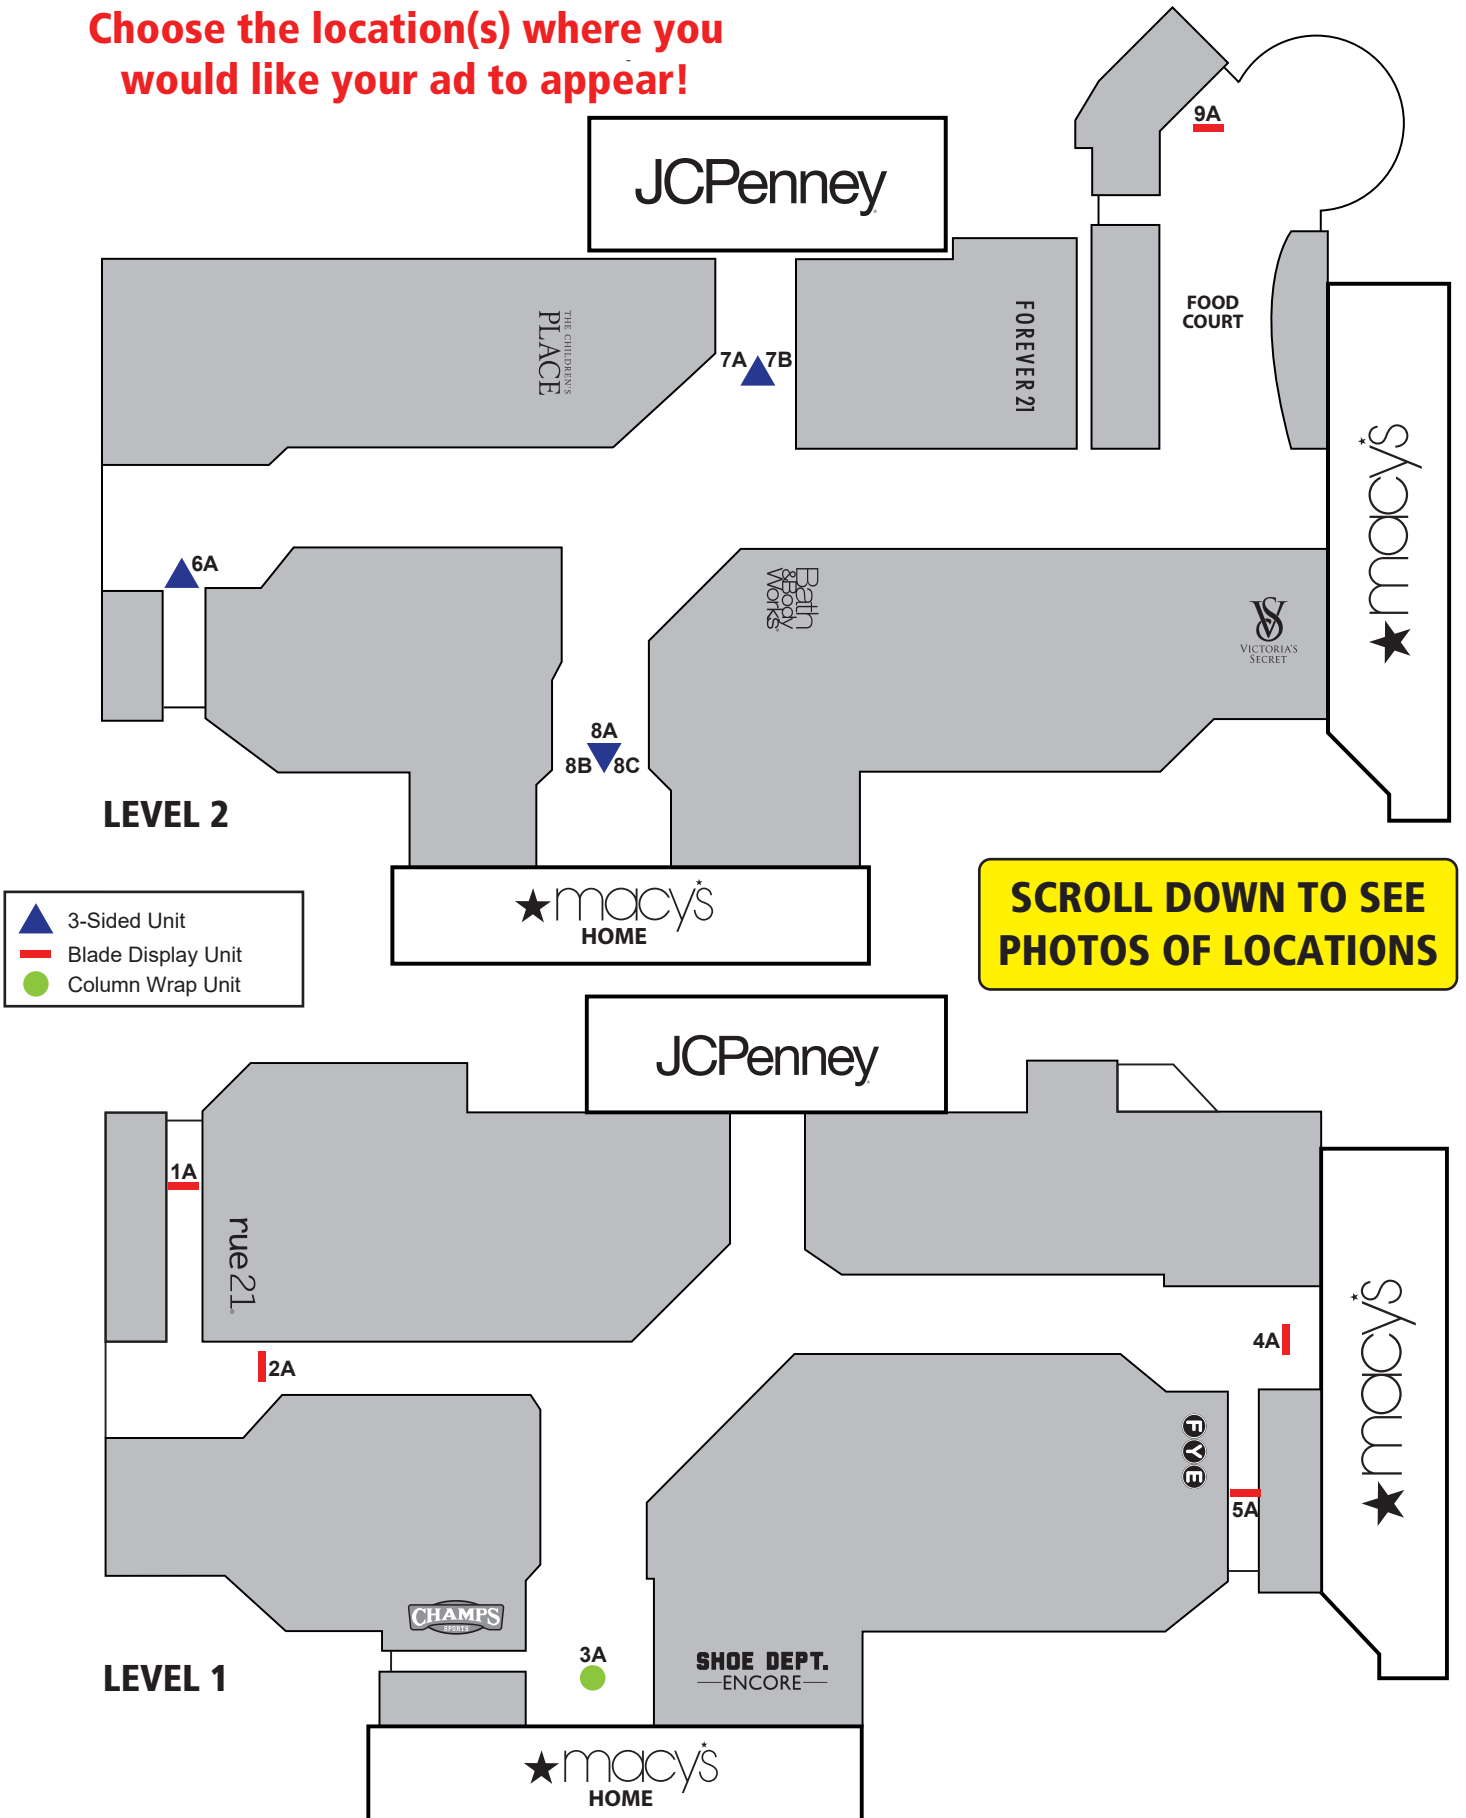 Choose the location(s) where you
would like your ad to appear!
9A
JCPenney
THE CHILDREN'S
PLACE
7A
7B
FOREVER 21
FOOD
COURT
macy's
6A
Bath
& Body
Works
VS
VICTORIA'S
SECRET
8A
8B
8C
LEVEL 2
macy's
HOME
3-Sided Unit
Blade Display Unit
Column Wrap Unit
SCROLL DOWN TO SEE
PHOTOS OF LOCATIONS
JCPenney
1A
rue21
2A
4A
macy's
FYE
5A
CHAMPS
SPORTS
3A
SHOE DEPT.
ENCORE
LEVEL 1
macy's
HOME